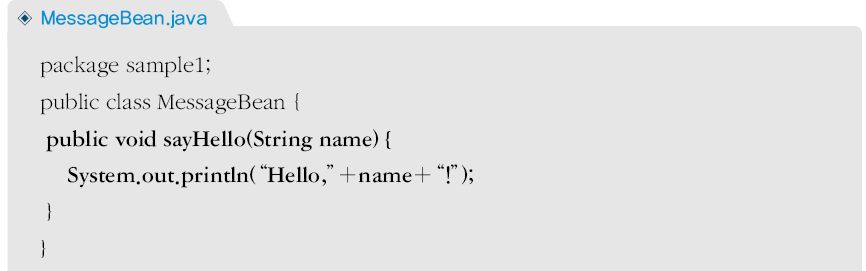 MessageBean.java
package sample1;
public class MessageBean {
public void sayHello(String name) {
System.out.println( “Hello,” +name+ “!” );
}
}